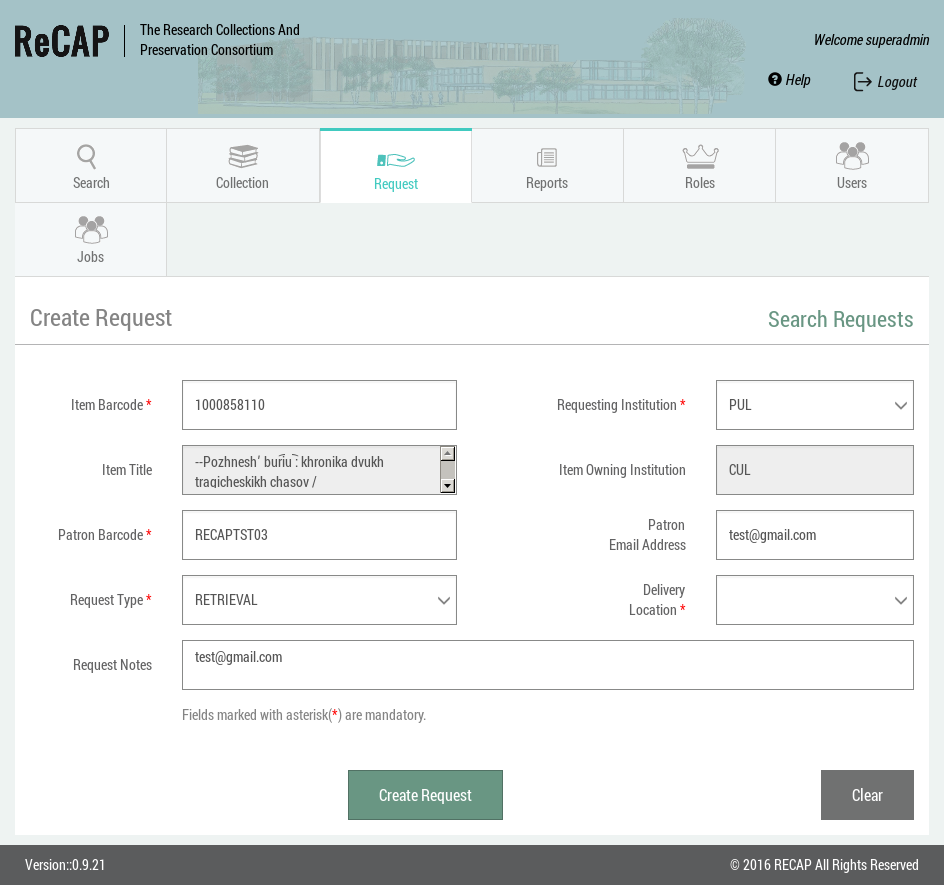 ReCAP
The Research Collections And
Preservation Consortium
Welcome superadmin
Help
Logout
Search
Collection
Request
Reports
Roles
Users
Jobs
Create Request
Search Requests
Item Barcode *
1000858110
Requesting Institution *
PUL
Item Title
--Pozhneshʹ buri︠u︡ : khronika dvukh
tragicheskikh chasov /
Item Owning Institution
CUL
Patron Barcode *
RECAPTST03
Patron
Email Address
test@gmail.com
Request Type *
RETRIEVAL
Delivery
Location *
Request Notes
test@gmail.com
Fields marked with asterisk(*) are mandatory.
Create Request
Clear
Version::0.9.21
© 2016 RECAP All Rights Reserved